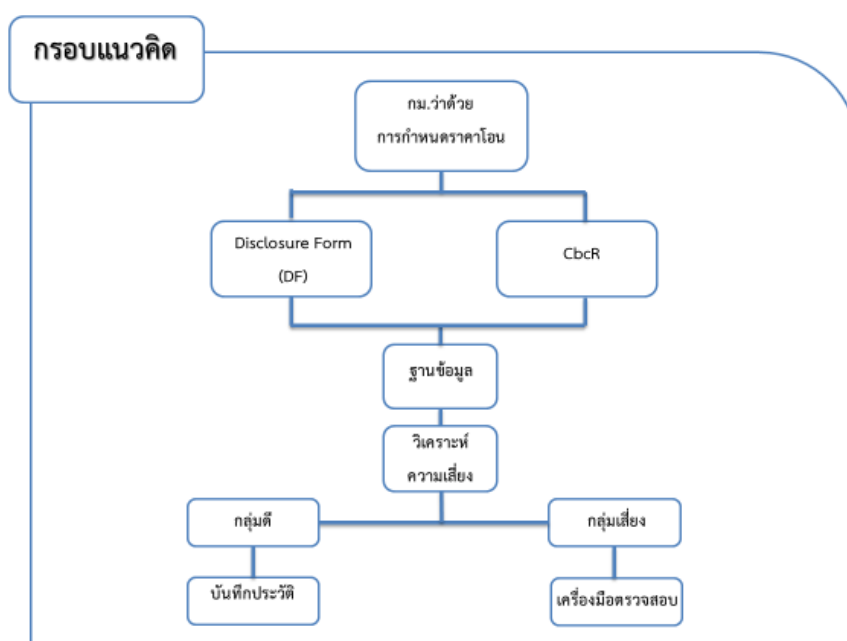 กรอบแนวคิด
กม.ว่าด้วย
การกำหนดราคาโอน
Disclosure Form
(DF)
CbcR
ฐานข้อมูล
วิเคราะห์
ความเสี่ยง
กลุ่มดี
กลุ่มเสี่ยง
บันทึกประวัติ
เครื่องมือตรวจสอบ